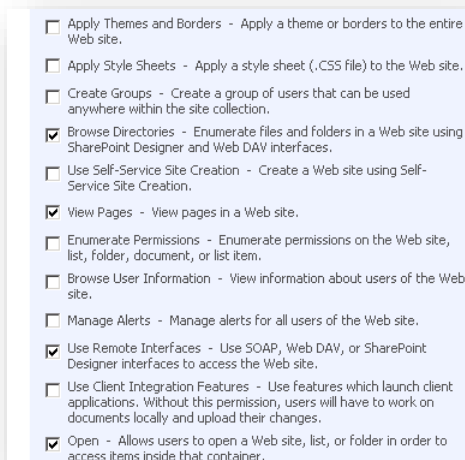 Apply Themes and Borders - Apply a theme or borders to the entire
Web site.
Apply Style Sheets - Apply a style sheet (.CSS file) to the Web site.
Create Groups - Create a group of users that can be used
anywhere within the site collection.
Browse Directories - Enumerate files and folders in a Web site using
SharePoint Designer and Web DAV interfaces.
Use Self-Service Site Creation - Create a Web site using Self-
Service Site Creation.
View Pages - View pages in a Web site.
Enumerate Permissions - Enumerate permissions on the Web site,
list, folder, document, or list item.
Browse User Information - View information about users of the Web
site.
Manage Alerts - Manage alerts for all users of the Web site.
Use Remote Interfaces - Use SOAP, Web DAV, or SharePoint
Designer interfaces to access the Web site.
Use Client Integration Features - Use features which launch client
applications. Without this permission, users will have to work on
documents locally and upload their changes.
Open - Allows users to open a Web site, list, or folder in order to
access items inside that container.